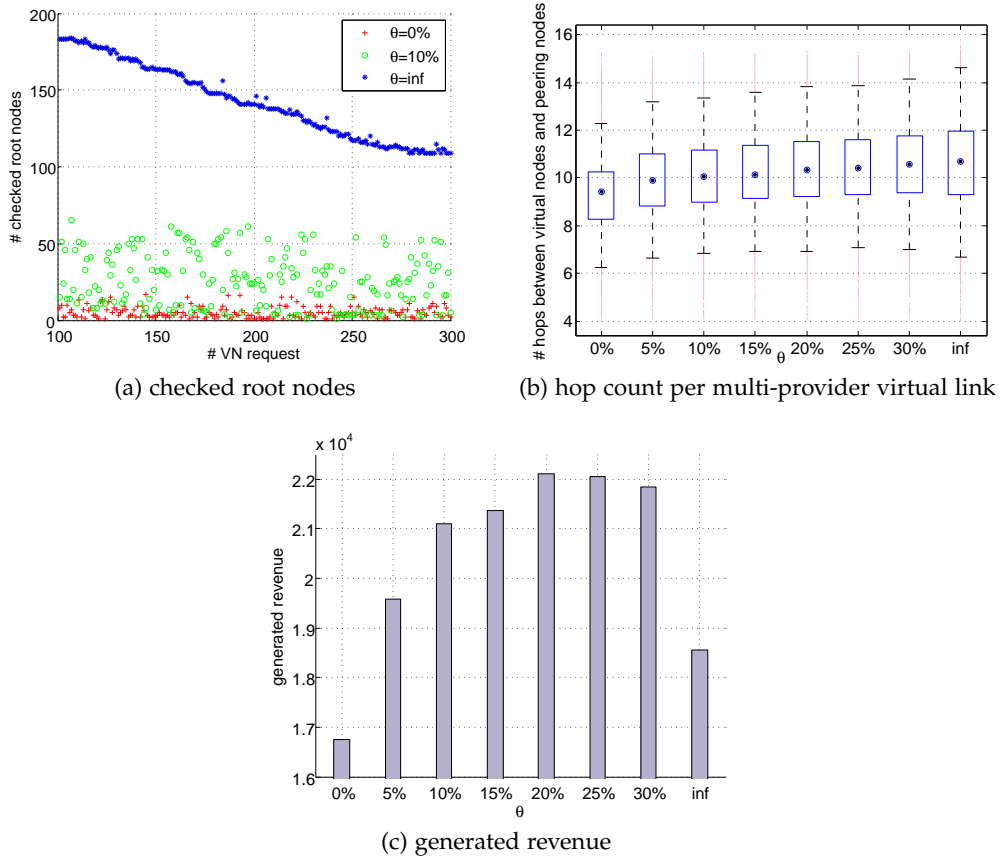 200
150
100
50
0
100
150
200
250
300
# checked root nodes
# VN request
θ=0%
θ=10%
θ=inf
(a) checked root nodes
16
14
12
10
8
6
4
0%
5%
10%
15%
20%
25%
30%
inf
# hops between virtual nodes and peering nodes
θ
(b) hop count per multi-provider virtual link
x 10⁴
2.2
2.1
2
1.9
1.8
1.7
1.6
0%
5%
10%
15%
20%
25%
30%
inf
generated revenue
θ
(c) generated revenue